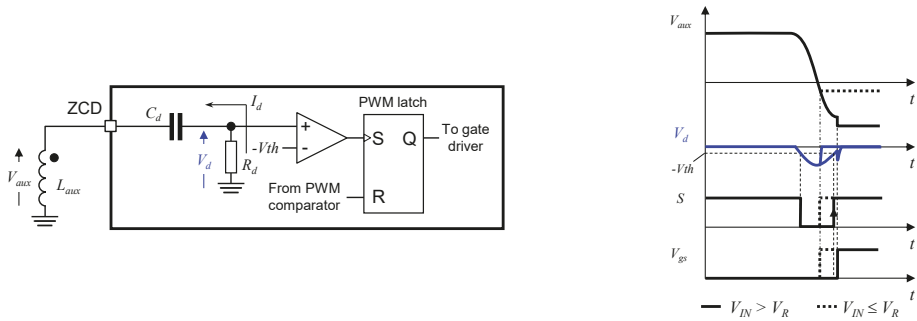 ZCD
C_d
I_d
PWM latch
+
-Vth
-
S
Q
To gate
driver
V_d
R_d
V_aux
L_aux
From PWM
comparator
R
V_aux
t
V_d
-Vth
t
S
t
V_gs
t
V_IN > V_R
V_IN ≤ V_R